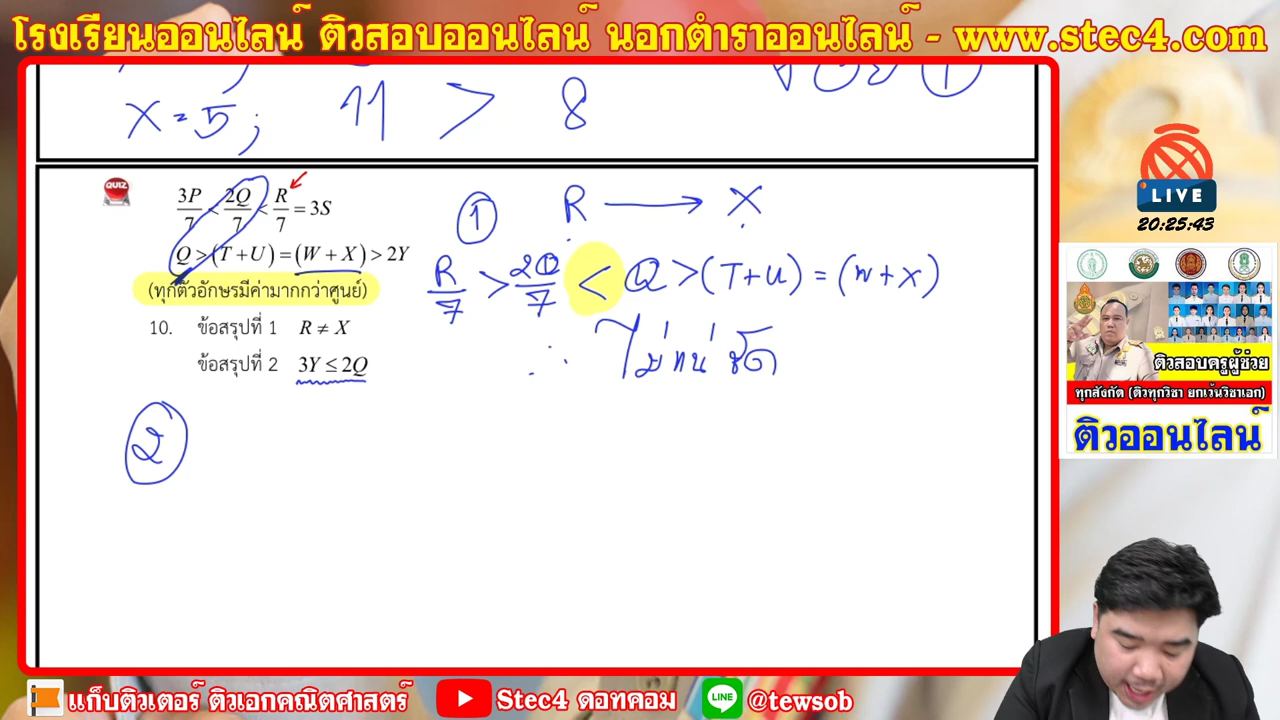 โรงเรียนออนไลน์ ติวสอบออนไลน์ นอกตำราออนไลน์ - www.stec4.com
x = 5; 11 > 8
QUIZ
3P/7 < 2Q/7 < R/7 = 3S
Q > (T + U) = (W + X) > 2Y
(ทุกตัวอักษรมีค่ามากกว่าศูนย์)
10. ข้อสรุปที่ 1 R ≠ X
ข้อสรุปที่ 2 3Y ≤ 2Q
① R → X
R/7 > 2Q/7 < Q > (T+U) = (W+X)
∴ ไม่แน่ชัด
②
LIVE
20:25:43
ติวสอบครูผู้ช่วย
ทุกสังกัด (ติวทุกวิชา ยกเว้นวิชาเอก)
ติวออนไลน์
แก็บติวเตอร์ ติวเอกคณิตศาสตร์
Stec4 ดอทคอม
LINE @tewsob